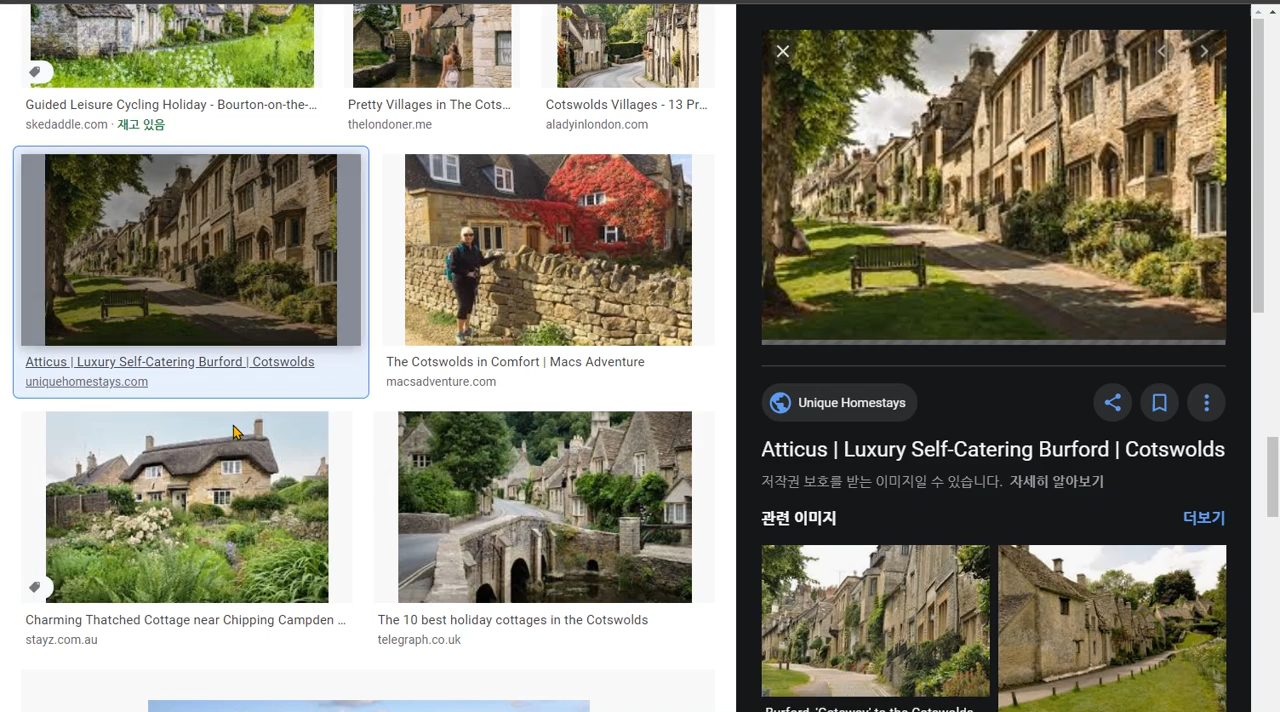 Guided Leisure Cycling Holiday - Bourton-on-the-...
skedaddle.com · 재고 있음
Pretty Villages in The Cots...
thelondoner.me
Cotswolds Villages - 13 Pr...
aladyinlondon.com
Atticus | Luxury Self-Catering Burford | Cotswolds
uniquehomestays.com
The Cotswolds in Comfort | Macs Adventure
macsadventure.com
Charming Thatched Cottage near Chipping Campden ...
stayz.com.au
The 10 best holiday cottages in the Cotswolds
telegraph.co.uk
Unique Homestays
Atticus | Luxury Self-Catering Burford | Cotswolds
저작권 보호를 받는 이미지일 수 있습니다. 자세히 알아보기
관련 이미지
더보기
Burford, 'Gateway' to the Cotswolds